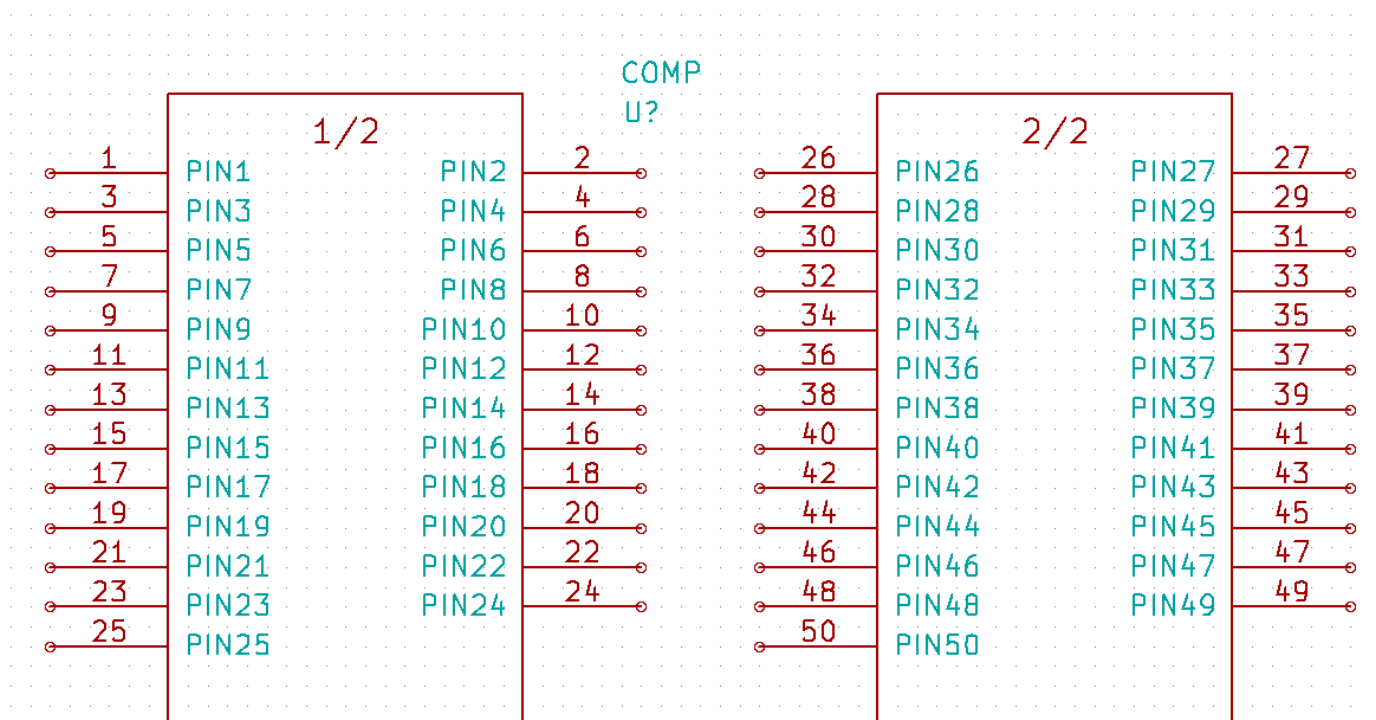 COMP
U?
1/2
1 PIN1 PIN2 2
3 PIN3 PIN4 4
5 PIN5 PIN6 6
7 PIN7 PIN8 8
9 PIN9 PIN10 10
11 PIN11 PIN12 12
13 PIN13 PIN14 14
15 PIN15 PIN16 16
17 PIN17 PIN18 18
19 PIN19 PIN20 20
21 PIN21 PIN22 22
23 PIN23 PIN24 24
25 PIN25
2/2
26 PIN26 PIN27 27
28 PIN28 PIN29 29
30 PIN30 PIN31 31
32 PIN32 PIN33 33
34 PIN34 PIN35 35
36 PIN36 PIN37 37
38 PIN38 PIN39 39
40 PIN40 PIN41 41
42 PIN42 PIN43 43
44 PIN44 PIN45 45
46 PIN46 PIN47 47
48 PIN48 PIN49 49
50 PIN50